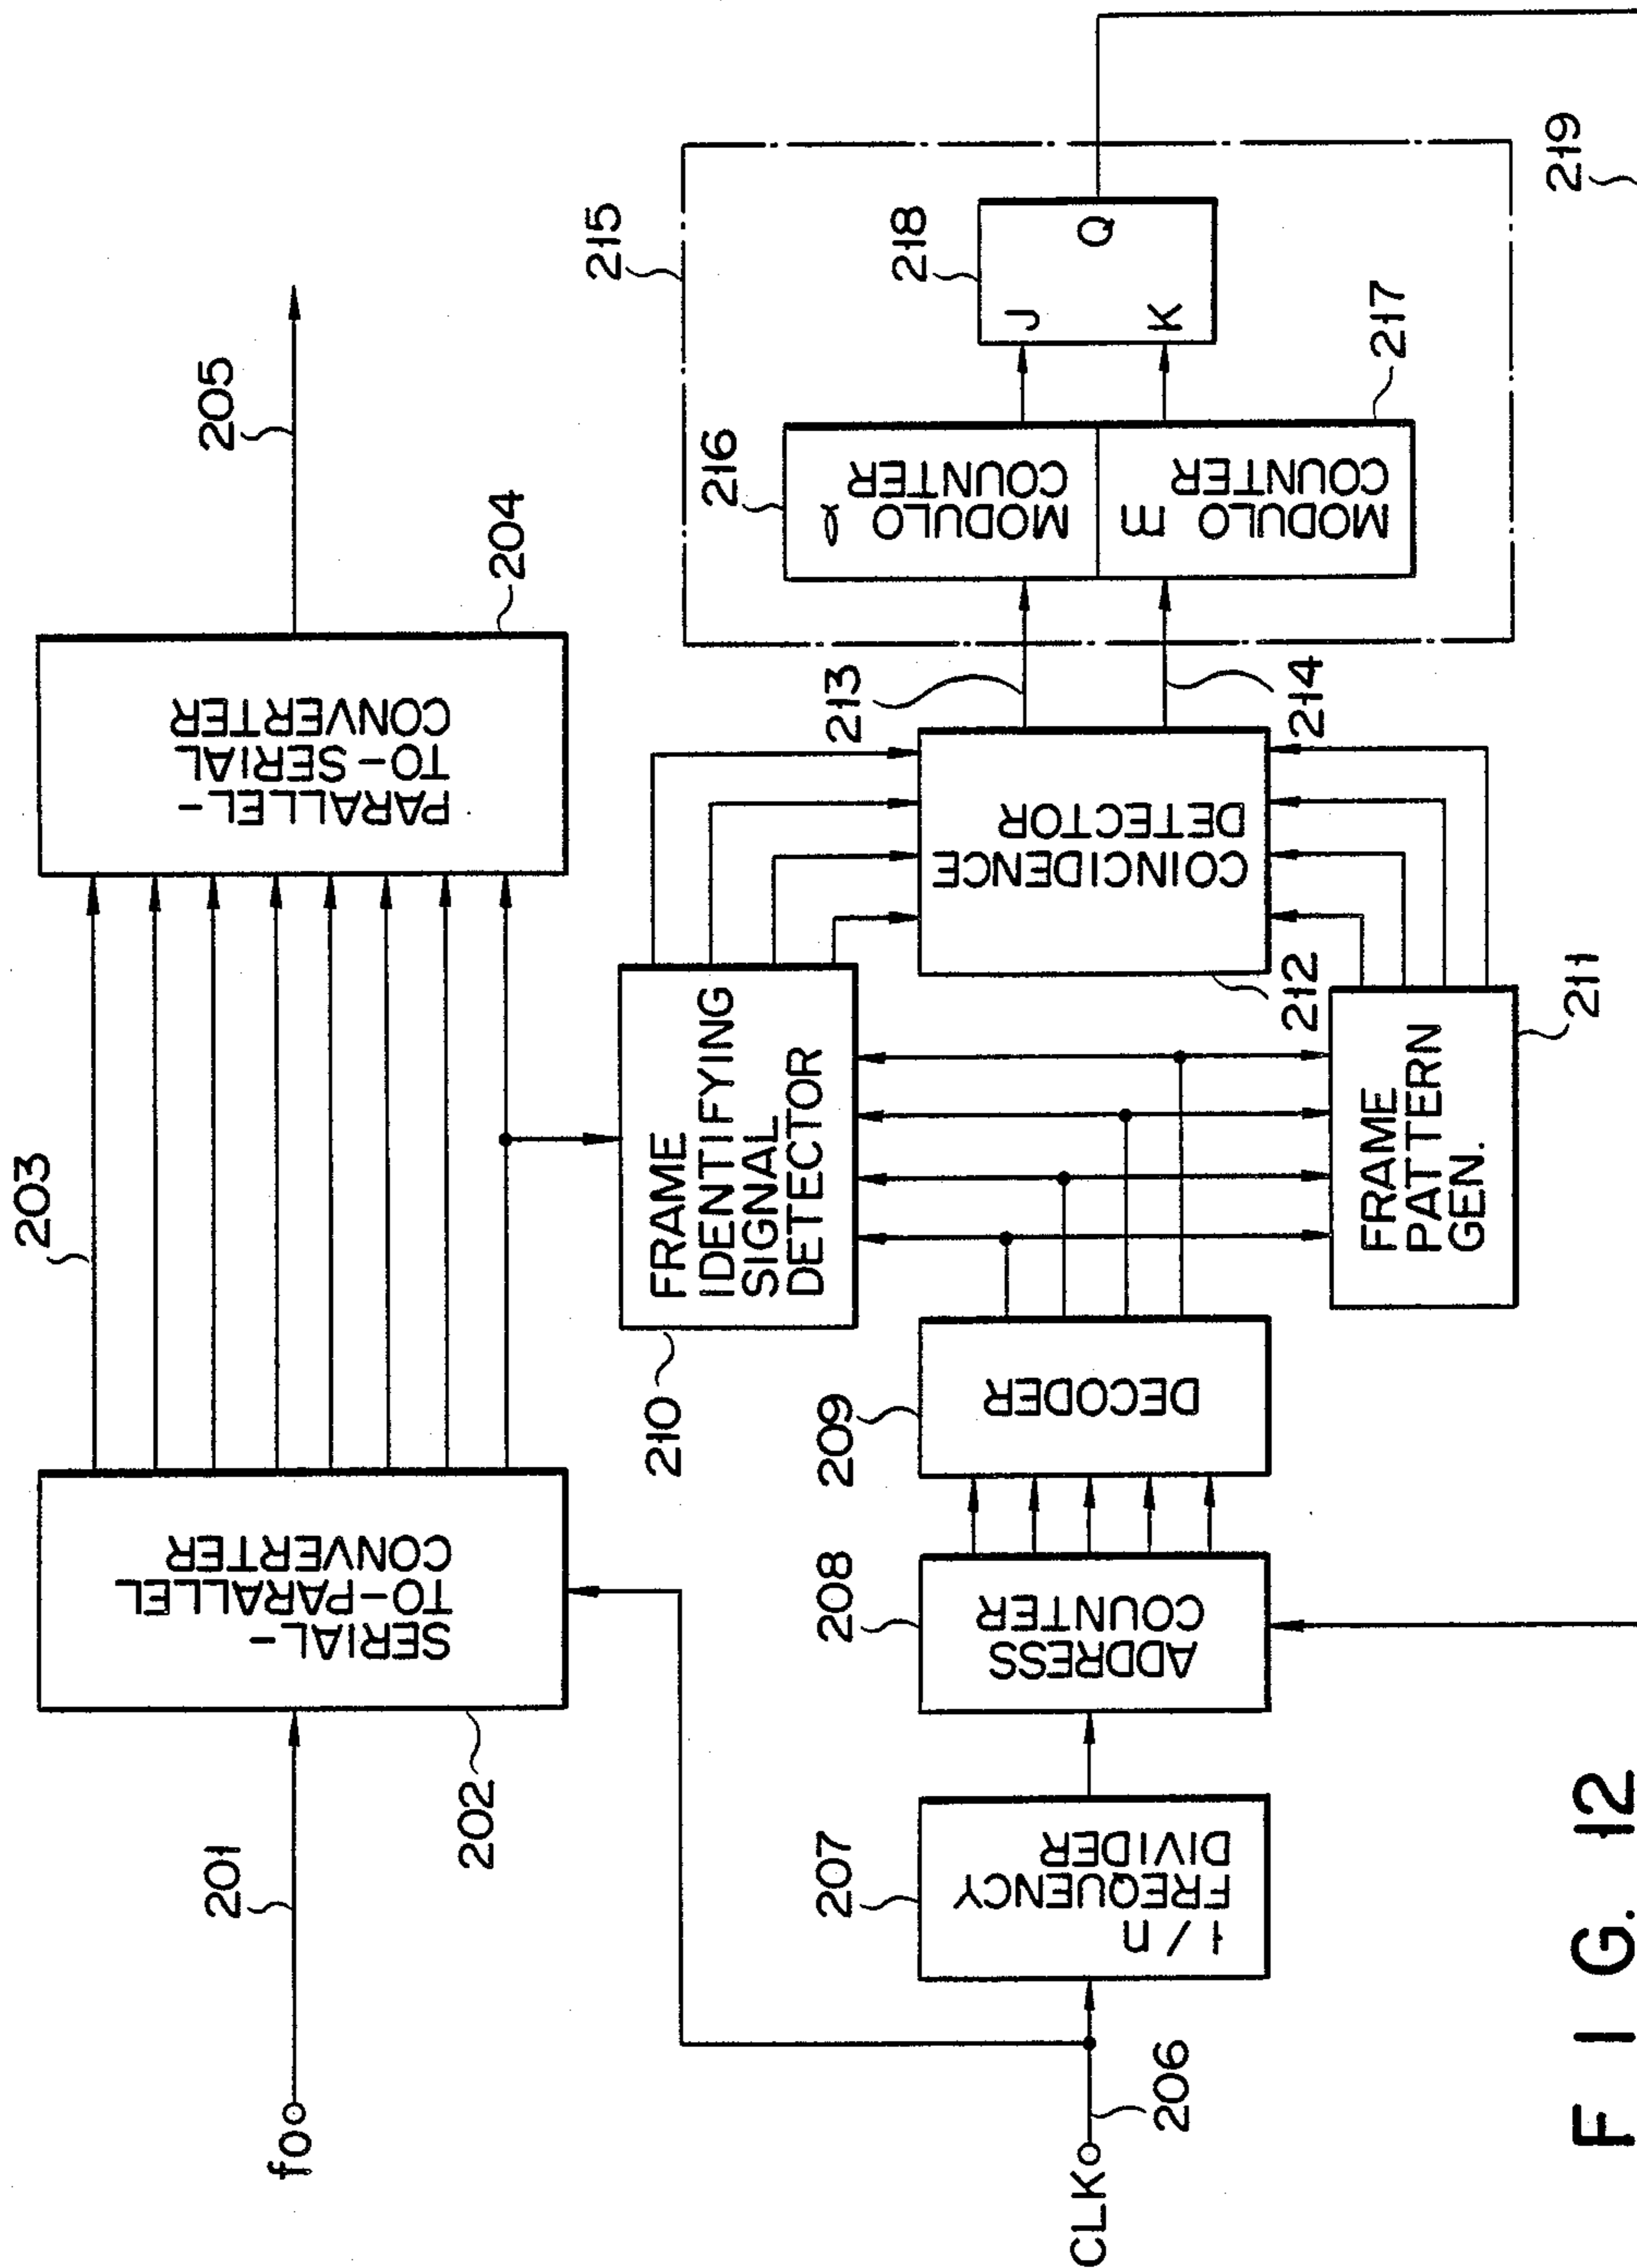 203
205
201
202
SERIAL-
TO-PARALLEL
CONVERTER
PARALLEL-
TO-SERIAL
CONVERTER
204
fo
210
FRAME
IDENTIFYING
SIGNAL
DETECTOR
213
215
216
MODULO
ℓ COUNTER
218
J
K
Q
207
208
209
212
COINCIDENCE
DETECTOR
214
MODULO
m COUNTER
217
CLK
206
1/n
FREQUENCY
DIVIDER
ADDRESS
COUNTER
DECODER
FRAME
PATTERN
GEN.
211
219
FIG. 12